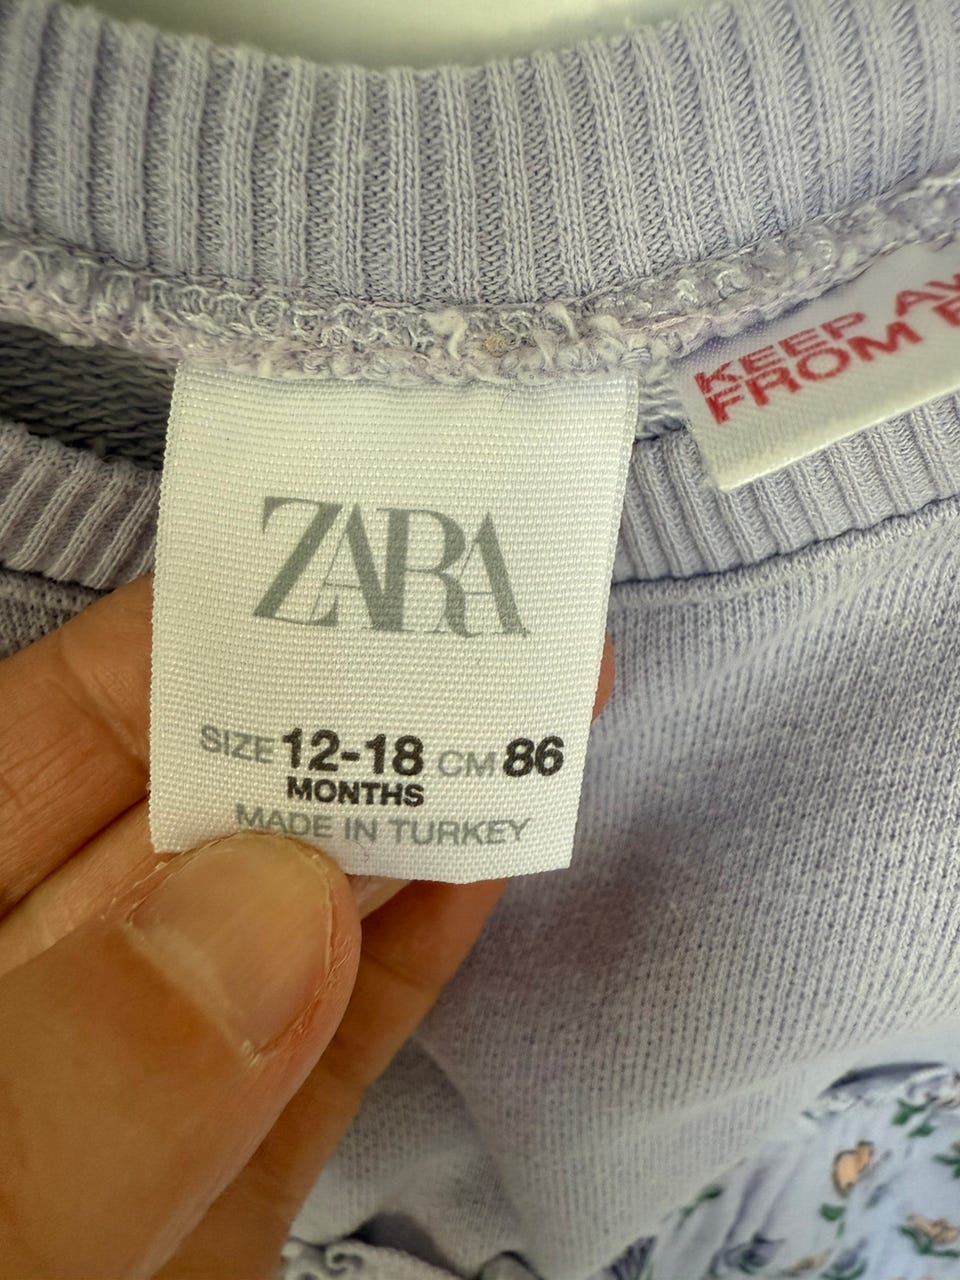 ZARA
SIZE 12-18 CM 86
MONTHS
MADE IN TURKEY
KEEP
FROM